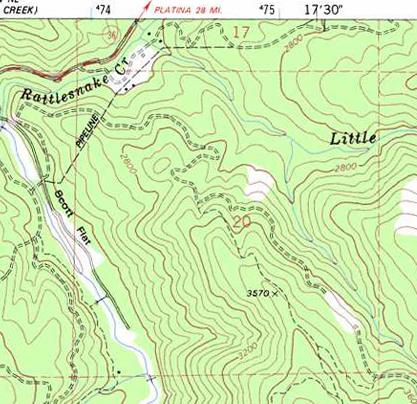 CREEK)
⁴74
PLATINA 28 MI.
⁴75
17'30"
36
17
2800
Rattlesnake Cr
Little
PIPELINE
2800
2800
Scott Flat
20
3570×
3200